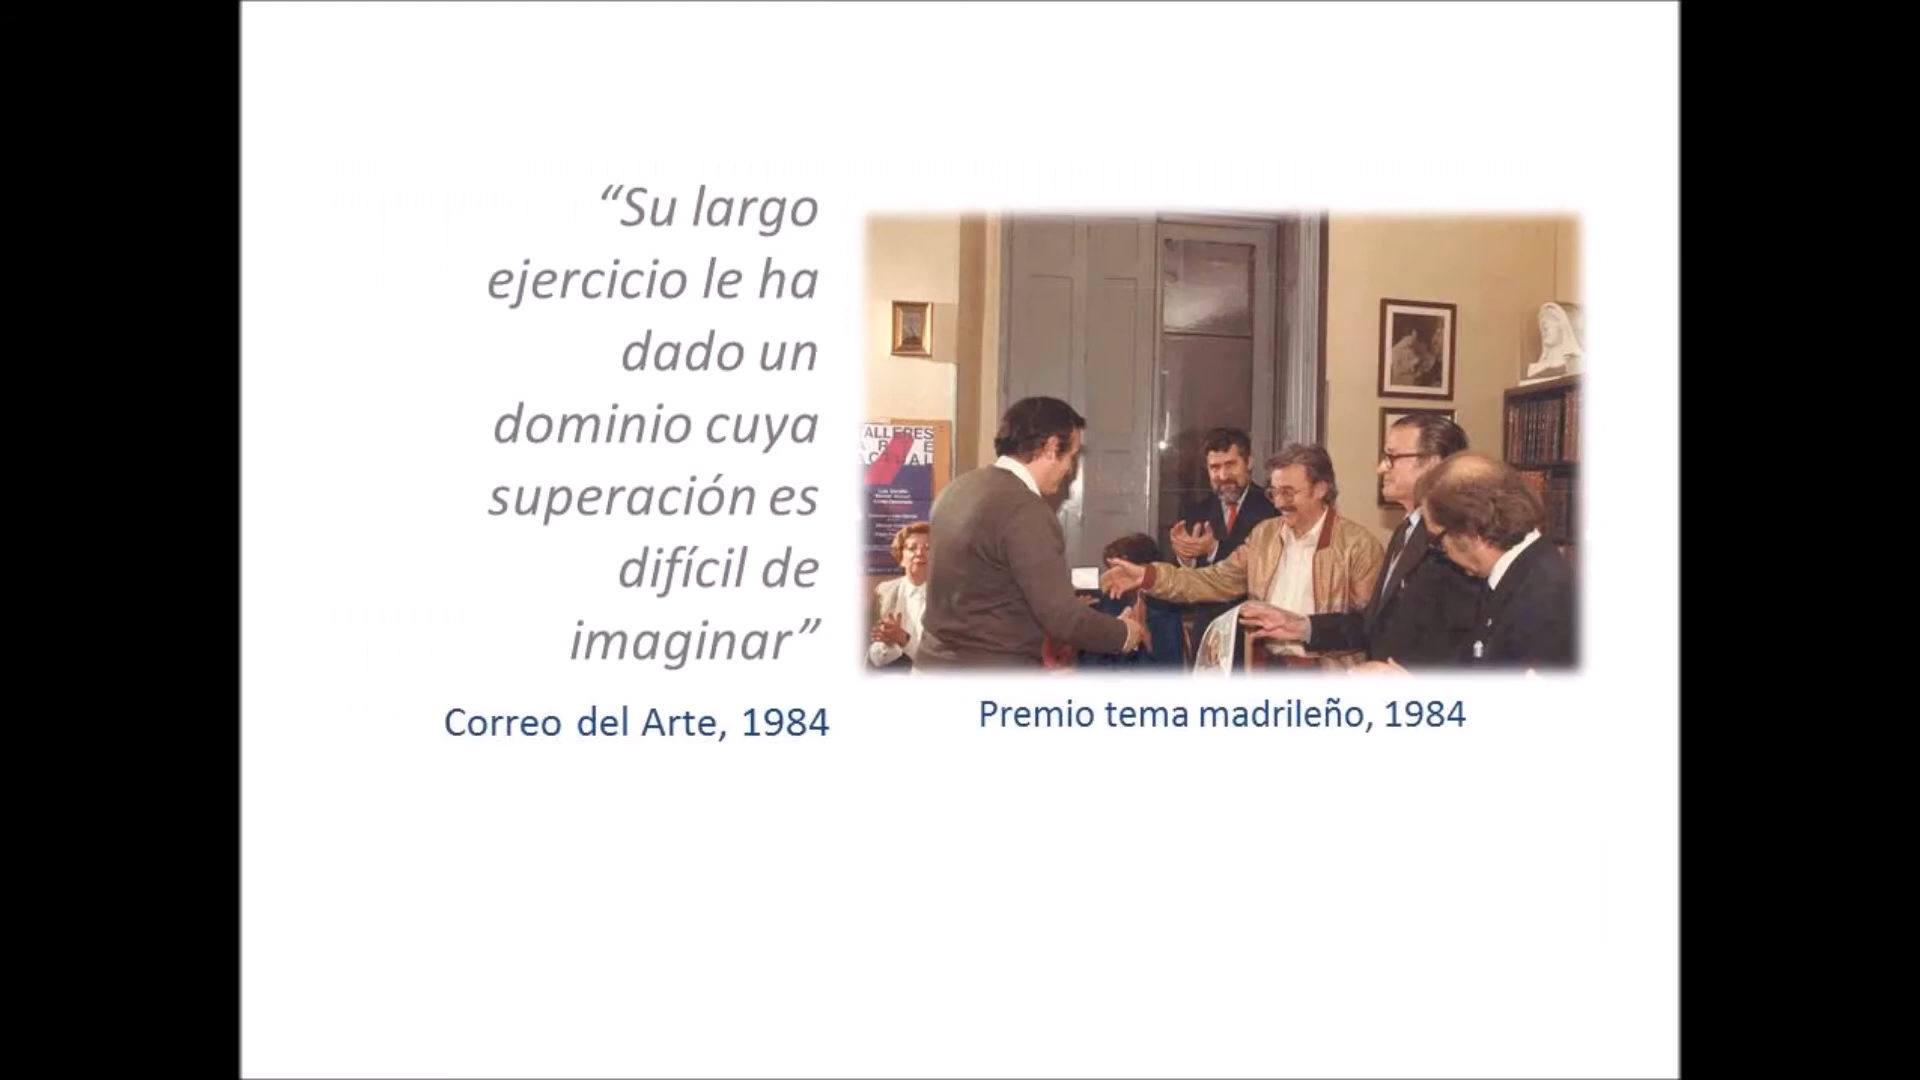 “Su largo
ejercicio le ha
dado un
dominio cuya
superación es
difícil de
imaginar”
Correo del Arte, 1984
TALLERES
Premio tema madrileño, 1984